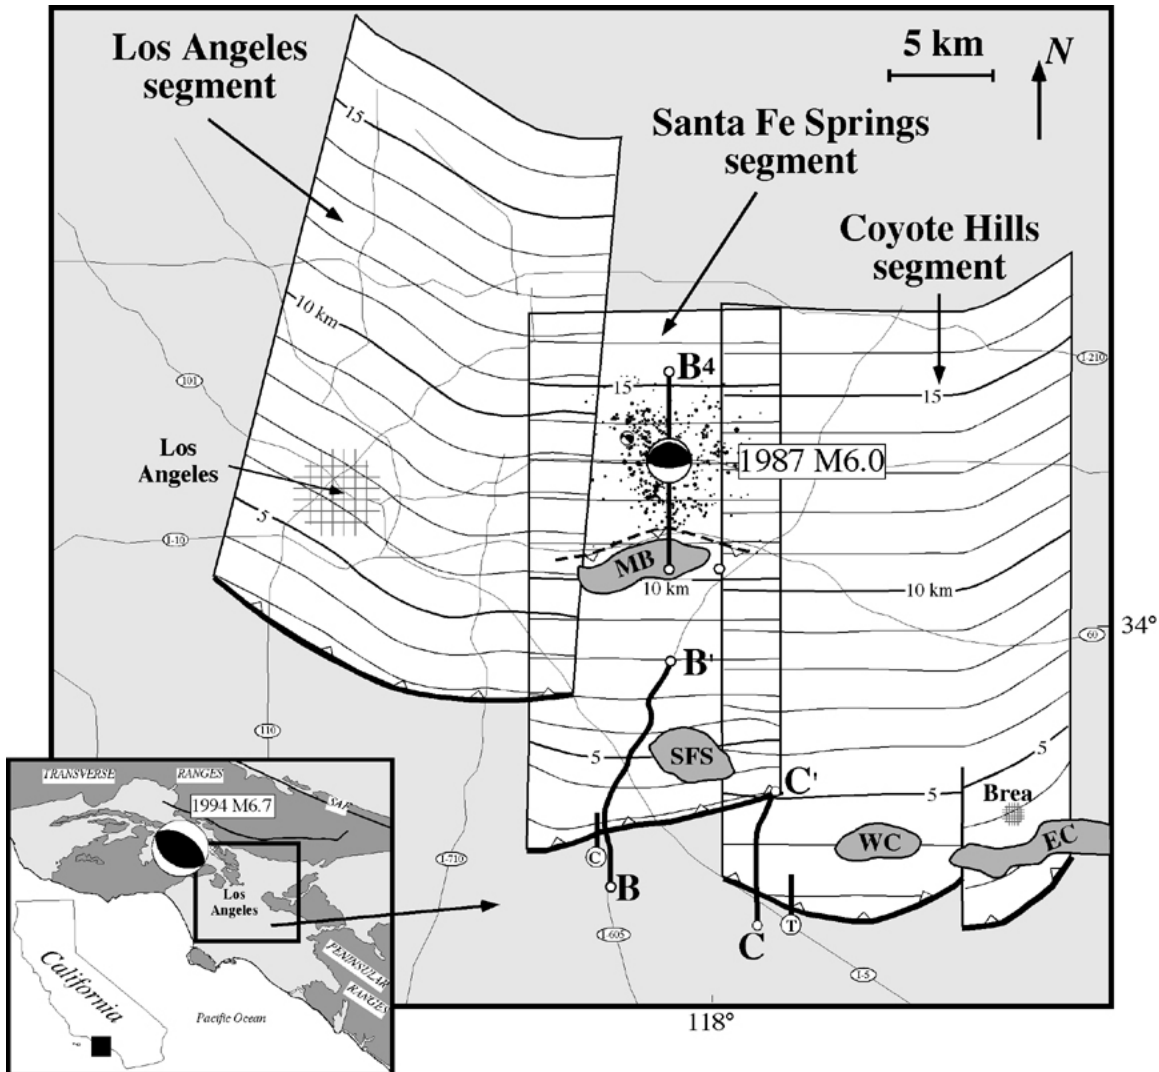 Los Angeles
segment
5 km
N
Santa Fe Springs
segment
Coyote Hills
segment
15
10 km
5
101
Los
Angeles
I-10
110
B4
15
1987 M6.0
MB
10 km
B'
SFS
5
C'
C
B
I-605
I-710
I-210
15
10 km
34°
60
5
5
Brea
WC
EC
C
T
I-5
118°
TRANSVERSE
RANGES
SAF
1994 M6.7
Los
Angeles
PENINSULAR
RANGES
California
Pacific Ocean